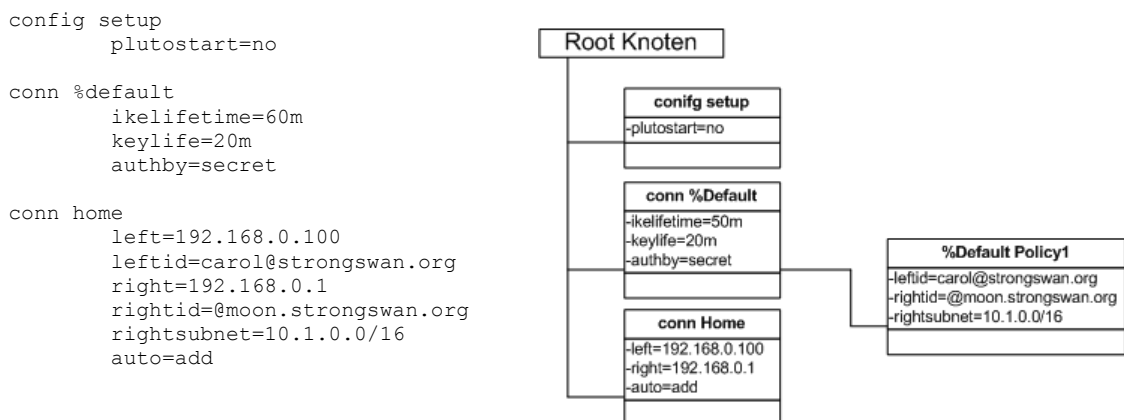 config setup
plutostart=no
conn %default
ikelifetime=60m
keylife=20m
authby=secret
conn home
left=192.168.0.100
leftid=carol@strongswan.org
right=192.168.0.1
rightid=@moon.strongswan.org
rightsubnet=10.1.0.0/16
auto=add
Root Knoten
conifg setup
-plutostart=no
conn %Default
-ikelifetime=50m
-keylife=20m
-authby=secret
conn Home
-left=192.168.0.100
-right=192.168.0.1
-auto=add
%Default Policy1
-leftid=carol@strongswan.org
-rightid=@moon.strongswan.org
-rightsubnet=10.1.0.0/16